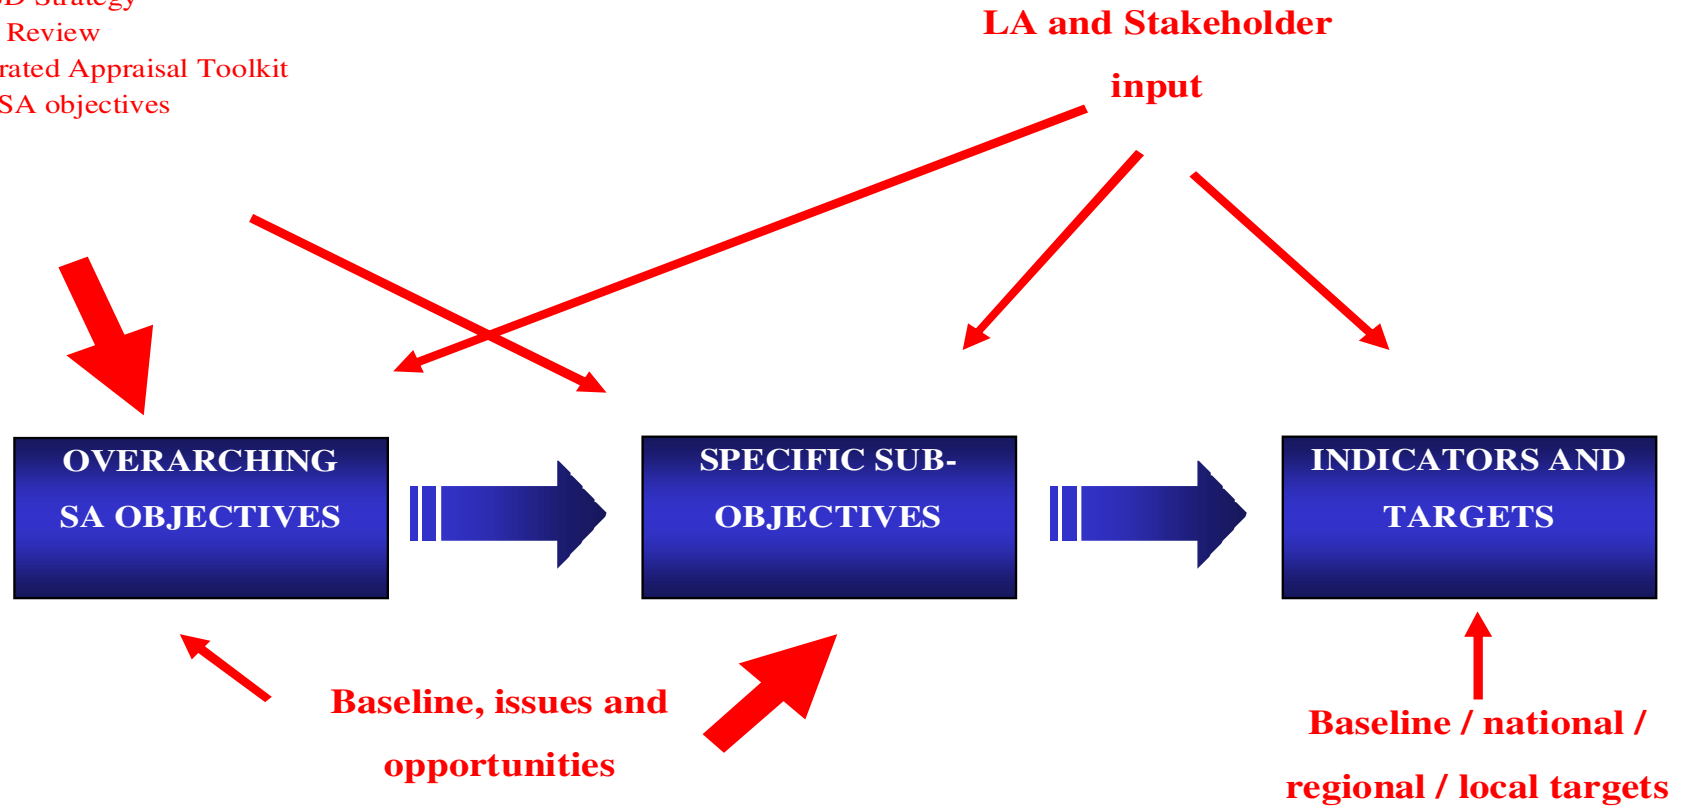 Strategy
Review
Appraisal Toolkit
SA objectives
LA and Stakeholder
input
OVERARCHING
SA OBJECTIVES
SPECIFIC SUB-
OBJECTIVES
INDICATORS AND
TARGETS
Baseline, issues and
opportunities
Baseline / national /
regional / local targets